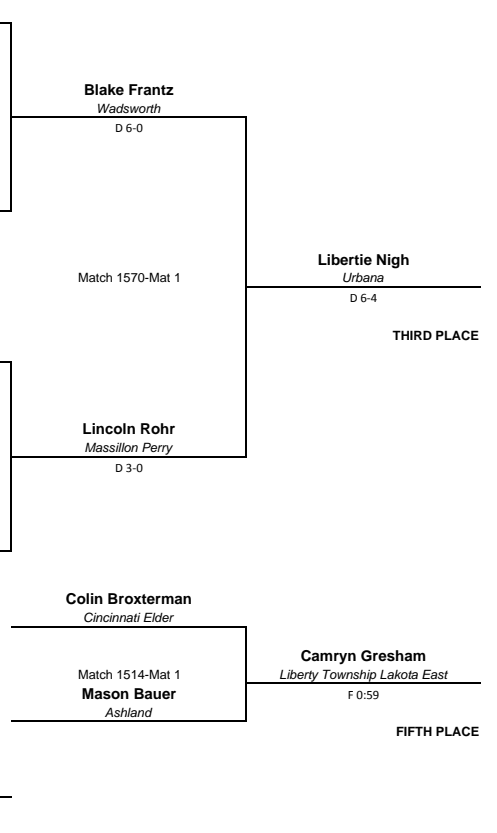 Blake Frantz
Wadsworth
D 6-0
Match 1570-Mat 1
Libertie Nigh
Urbana
D 6-4
THIRD PLACE
Lincoln Rohr
Massillon Perry
D 3-0
Colin Broxterman
Cincinnati Elder
Match 1514-Mat 1
Mason Bauer
Ashland
Camryn Gresham
Liberty Township Lakota East
F 0:59
FIFTH PLACE